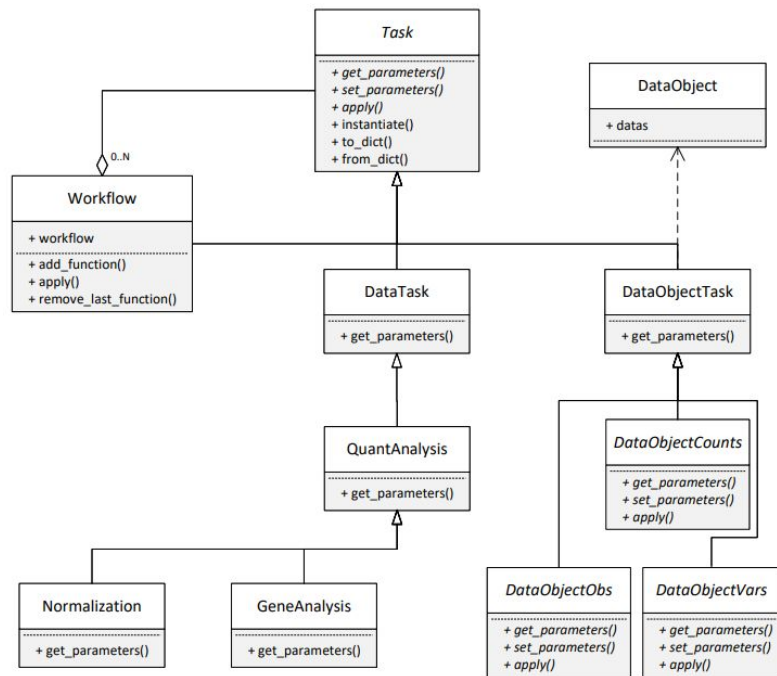 Task
+ get_parameters()
+ set_parameters()
+ apply()
+ instantiate()
+ to_dict()
+ from_dict()
DataObject
+ datas
0..N
Workflow
+ workflow
+ add_function()
+ apply()
+ remove_last_function()
DataTask
+ get_parameters()
DataObjectTask
+ get_parameters()
QuantAnalysis
+ get_parameters()
DataObjectCounts
+ get_parameters()
+ set_parameters()
+ apply()
Normalization
+ get_parameters()
GeneAnalysis
+ get_parameters()
DataObjectObs
+ get_parameters()
+ set_parameters()
+ apply()
DataObjectVars
+ get_parameters()
+ set_parameters()
+ apply()